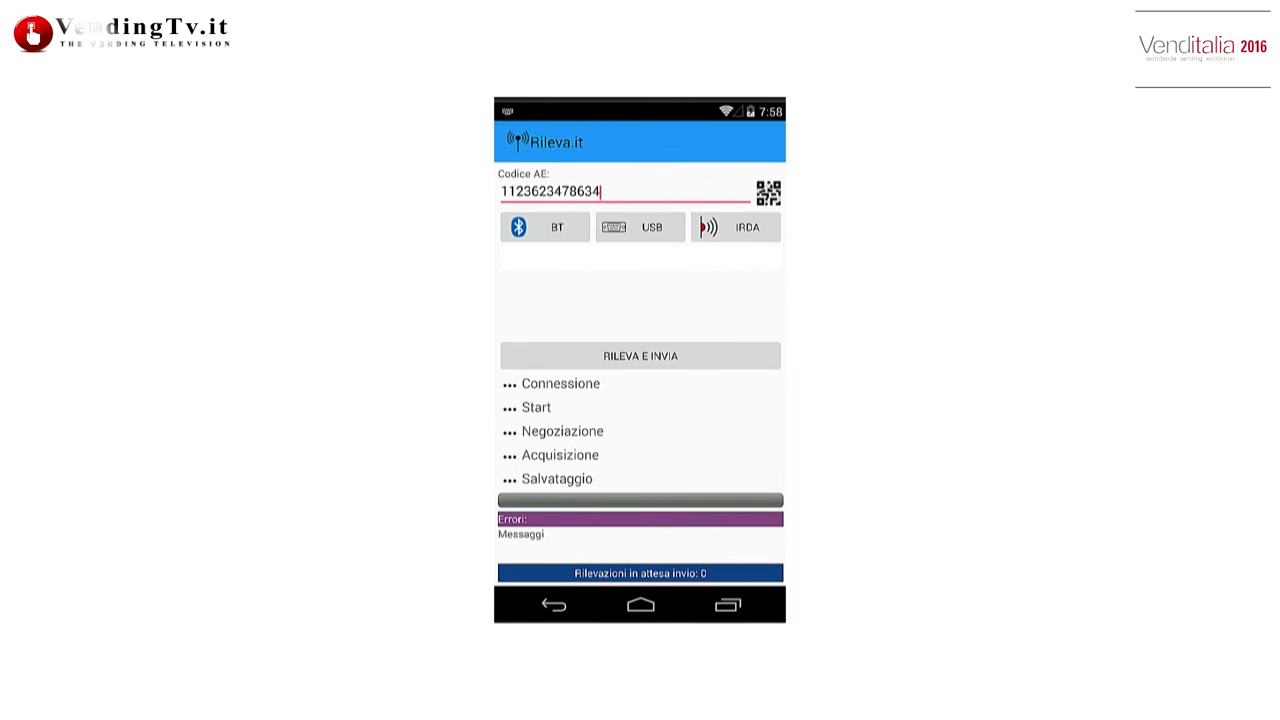 VendingTv.it
THE VENDING TELEVISION
Venditalia 2016
worldwide vending exhibition
7:58
Rileva.it
Codice AE:
1123623478634
BT
USB
IRDA
RILEVA E INVIA
... Connessione
... Start
... Negoziazione
... Acquisizione
... Salvataggio
Errori:
Messaggi
Rilevazioni in attesa invio: 0